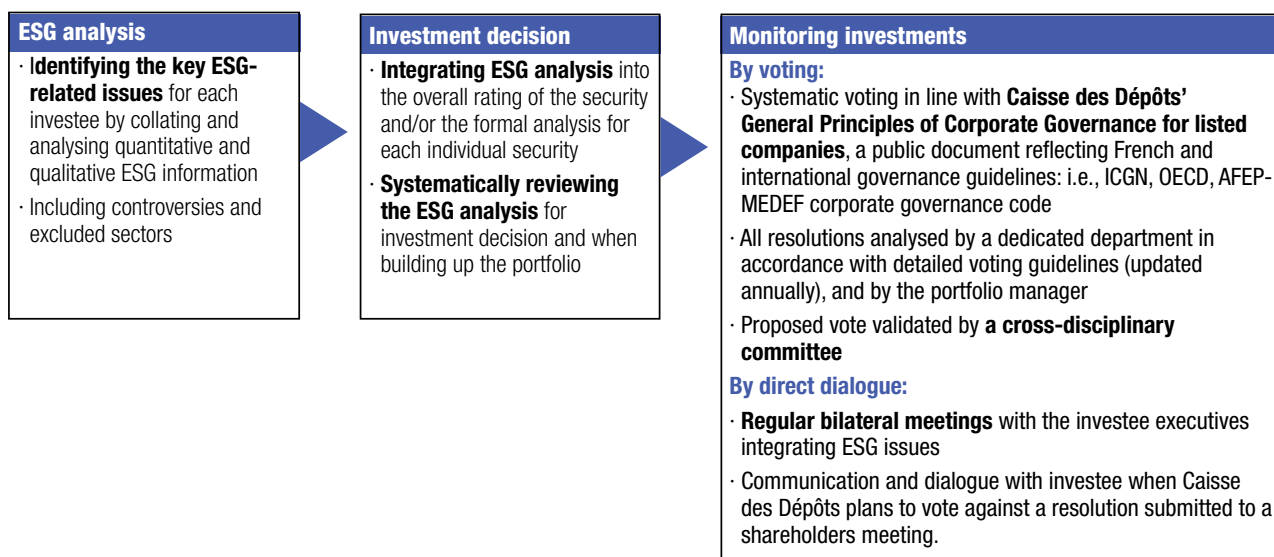 ESG analysis
· Identifying the key ESG-
related issues for each
investee by collating and
analysing quantitative and
qualitative ESG information
· Including controversies and
excluded sectors
Investment decision
· Integrating ESG analysis into
the overall rating of the security
and/or the formal analysis for
each individual security
· Systematically reviewing
the ESG analysis for
investment decision and when
building up the portfolio
Monitoring investments
By voting:
· Systematic voting in line with Caisse des Dépôts'
General Principles of Corporate Governance for listed
companies, a public document reflecting French and
international governance guidelines: i.e., ICGN, OECD, AFEP-
MEDEF corporate governance code
· All resolutions analysed by a dedicated department in
accordance with detailed voting guidelines (updated
annually), and by the portfolio manager
· Proposed vote validated by a cross-disciplinary
committee
By direct dialogue:
· Regular bilateral meetings with the investee executives
integrating ESG issues
· Communication and dialogue with investee when Caisse
des Dépôts plans to vote against a resolution submitted to a
shareholders meeting.